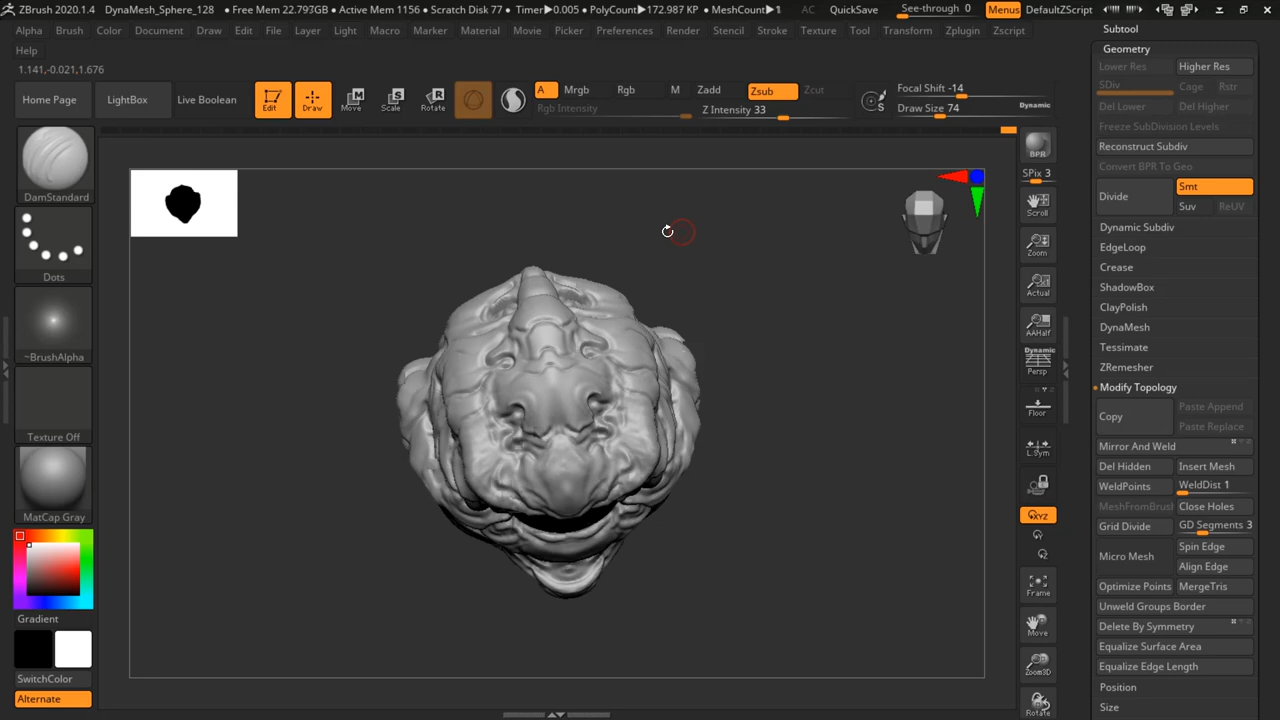 ZBrush 2020.1.4 DynaMesh_Sphere_128 • Free Mem 22.793GB • Active Mem 1156 • Scratch Disk 77 • Timer▶0.005 • PolyCount▶172.987 KP • MeshCount▶1 AC QuickSave See-through 0 Menus DefaultZScript
Alpha Brush Color Document Draw Edit File Layer Light Macro Marker Material Movie Picker Preferences Render Stencil Stroke Texture Tool Transform Zplugin Zscript
Help
1.141,-0.021,1.676
Home Page LightBox Live Boolean Edit Draw Move Scale Rotate
A Mrgb Rgb M Zadd Zsub Zcut
Rgb Intensity Z Intensity 33
Focal Shift -14
Draw Size 74 Dynamic
DamStandard
Dots
~BrushAlpha
Texture Off
MatCap Gray
Gradient
SwitchColor
Alternate
BPR
SPix 3
Scroll
Zoom
Actual
AAHalf
Dynamic
Persp
Floor
L.Sym
XYZ
Frame
Move
Zoom3D
Rotate
Subtool
Geometry
Lower Res Higher Res
SDiv Cage Rstr
Del Lower Del Higher
Freeze SubDivision Levels
Reconstruct Subdiv
Convert BPR To Geo
Divide Smt
Suv ReUV
Dynamic Subdiv
EdgeLoop
Crease
ShadowBox
ClayPolish
DynaMesh
Tessimate
ZRemesher
Modify Topology
Copy Paste Append
Paste Replace
Mirror And Weld
Del Hidden Insert Mesh
WeldPoints WeldDist 1
MeshFromBrush Close Holes
Grid Divide GD Segments 3
Micro Mesh Spin Edge
Align Edge
Optimize Points MergeTris
Unweld Groups Border
Delete By Symmetry
Equalize Surface Area
Equalize Edge Length
Position
Size